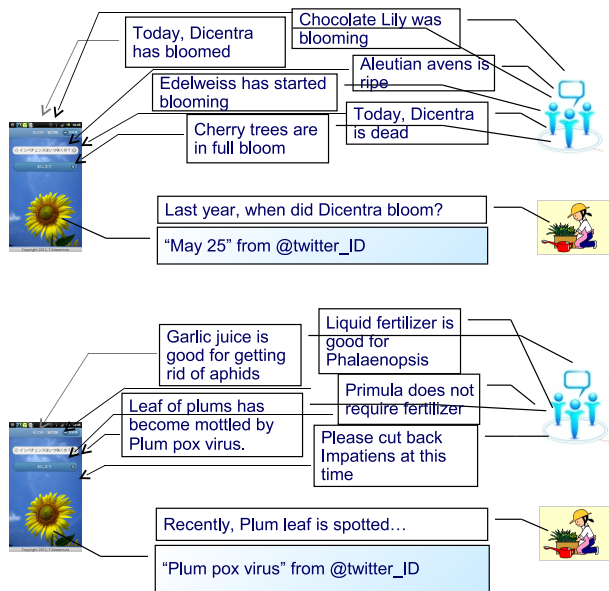 Chocolate Lily was
blooming
Today, Dicentra
has bloomed
Aleutian avens is
ripe
Edelweiss has started
blooming
Today, Dicentra
is dead
Cherry trees are
in full bloom
Last year, when did Dicentra bloom?
“May 25” from @twitter_ID
Liquid fertilizer is
good for
Phalaenopsis
Garlic juice is
good for getting
rid of aphids
Primula does not
require fertilizer
Leaf of plums has
become mottled by
Plum pox virus.
Please cut back
Impatiens at this
time
Recently, Plum leaf is spotted…
“Plum pox virus” from @twitter_ID